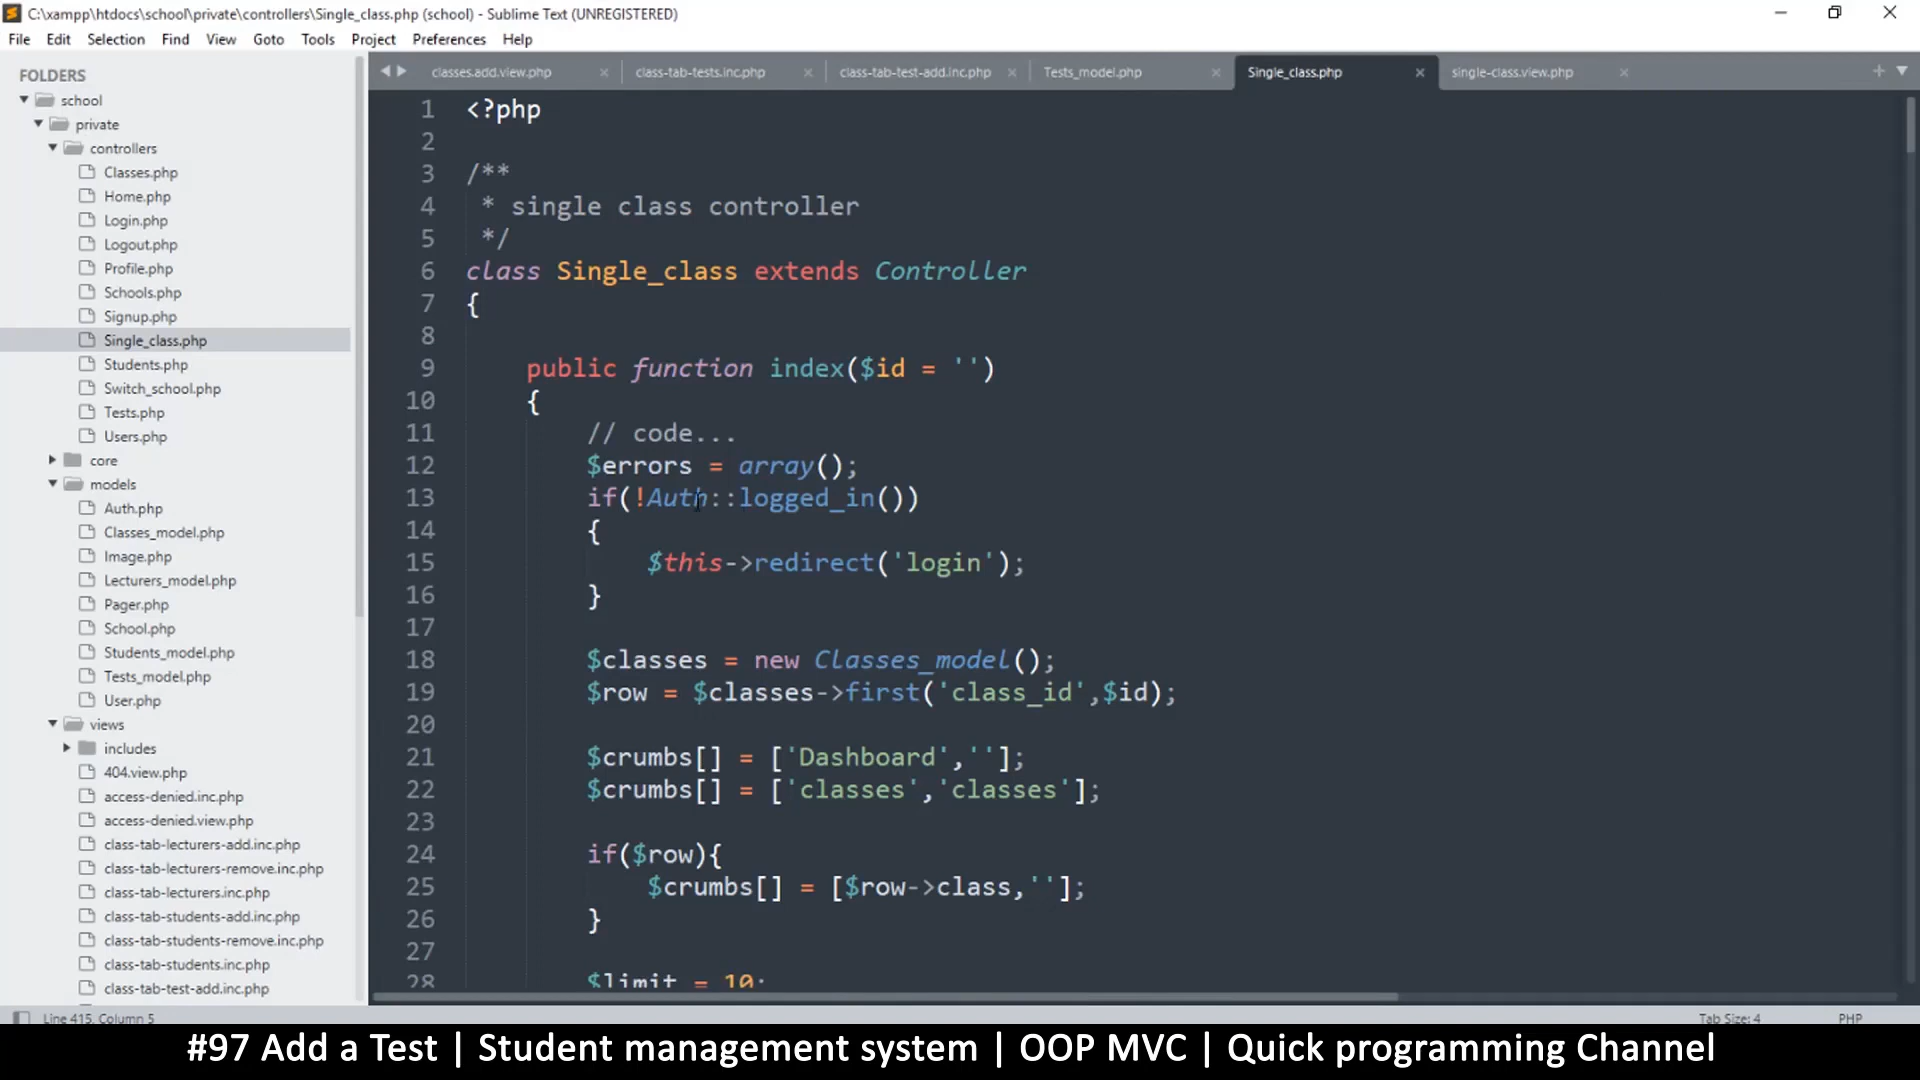 C:\xampp\htdocs\school\private\controllers\Single_class.php (school) - Sublime Text (UNREGISTERED)
File Edit Selection Find View Goto Tools Project Preferences Help
FOLDERS
school
private
controllers
Classes.php
Home.php
Login.php
Logout.php
Profile.php
Schools.php
Signup.php
Single_class.php
Students.php
Switch_school.php
Tests.php
Users.php
core
models
Auth.php
Classes_model.php
Image.php
Lecturers_model.php
Pager.php
School.php
Students_model.php
Tests_model.php
User.php
views
includes
404.view.php
access-denied.inc.php
access-denied.view.php
class-tab-lecturers-add.inc.php
class-tab-lecturers-remove.inc.php
class-tab-lecturers.inc.php
class-tab-students-add.inc.php
class-tab-students-remove.inc.php
class-tab-students.inc.php
class-tab-test-add.inc.php
classes.add.view.php class-tab-tests.inc.php class-tab-test-add.inc.php Tests_model.php Single_class.php single-class.view.php
1 <?php
2
3 /**
4 * single class controller
5 */
6 class Single_class extends Controller
7 {
8
9 public function index($id = '')
10 {
11 // code...
12 $errors = array();
13 if(!Auth::logged_in())
14 {
15 $this->redirect('login');
16 }
17
18 $classes = new Classes_model();
19 $row = $classes->first('class_id',$id);
20
21 $crumbs[] = ['Dashboard',''];
22 $crumbs[] = ['classes','classes'];
23
24 if($row){
25 $crumbs[] = [$row->class,''];
26 }
27
28 $limit = 10;
Line 415, Column 5 Tab Size: 4 PHP
#97 Add a Test | Student management system | OOP MVC | Quick programming Channel